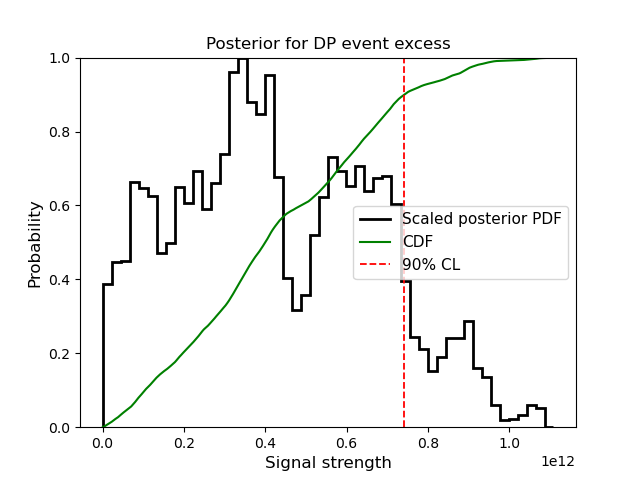 Posterior for DP event excess
1.0
0.8
0.6
0.4
0.2
0.0
Probability
Scaled posterior PDF
CDF
90% CL
0.0 0.2 0.4 0.6 0.8 1.0
1e12
Signal strength